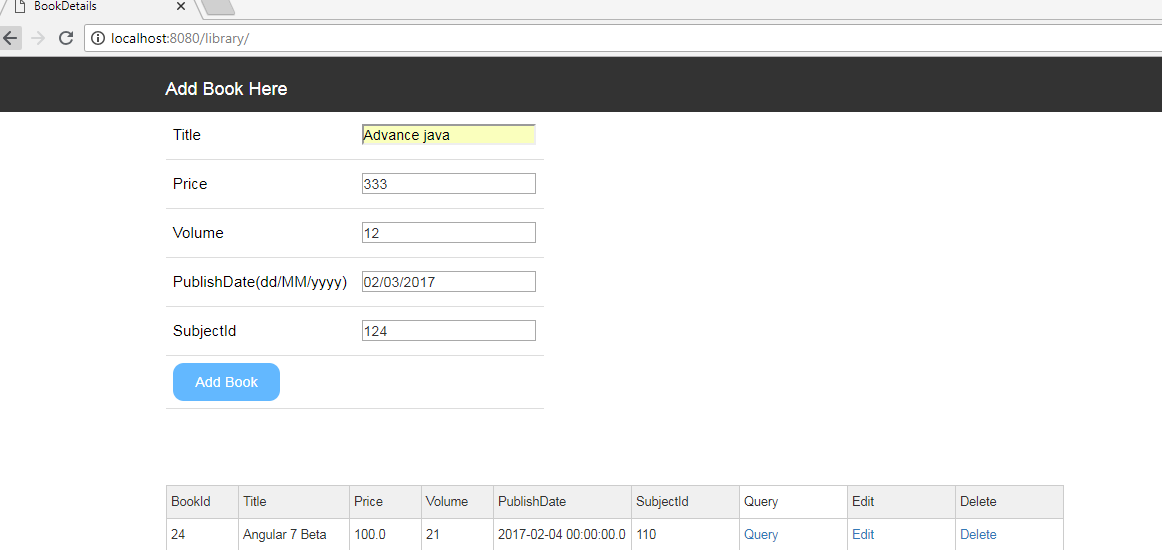 BookDetails
localhost:8080/library/
Add Book Here
Title Advance java
Price 333
Volume 12
PublishDate(dd/MM/yyyy) 02/03/2017
SubjectId 124
Add Book
BookId Title Price Volume PublishDate SubjectId Query Edit Delete
24 Angular 7 Beta 100.0 21 2017-02-04 00:00:00.0 110 Query Edit Delete